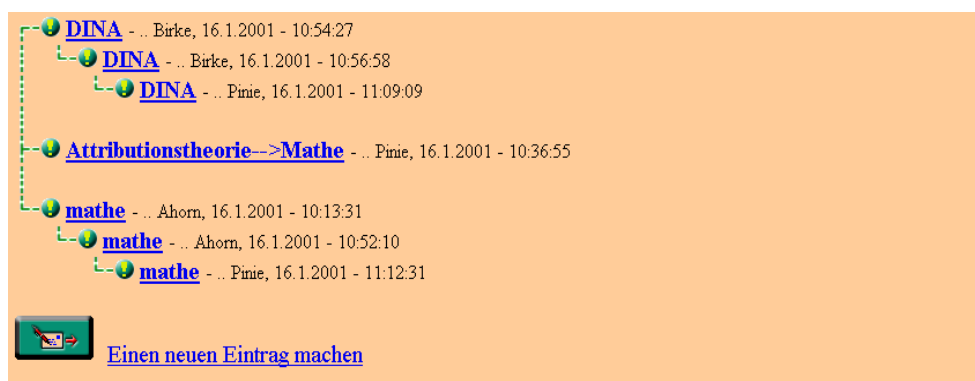 DINA - .. Birke, 16.1.2001 - 10:54:27
DINA - .. Birke, 16.1.2001 - 10:56:58
DINA - .. Pinie, 16.1.2001 - 11:09:09
Attributionstheorie-->Mathe - .. Pinie, 16.1.2001 - 10:36:55
mathe - .. Ahorn, 16.1.2001 - 10:13:31
mathe - .. Ahorn, 16.1.2001 - 10:52:10
mathe - .. Pinie, 16.1.2001 - 11:12:31
Einen neuen Eintrag machen